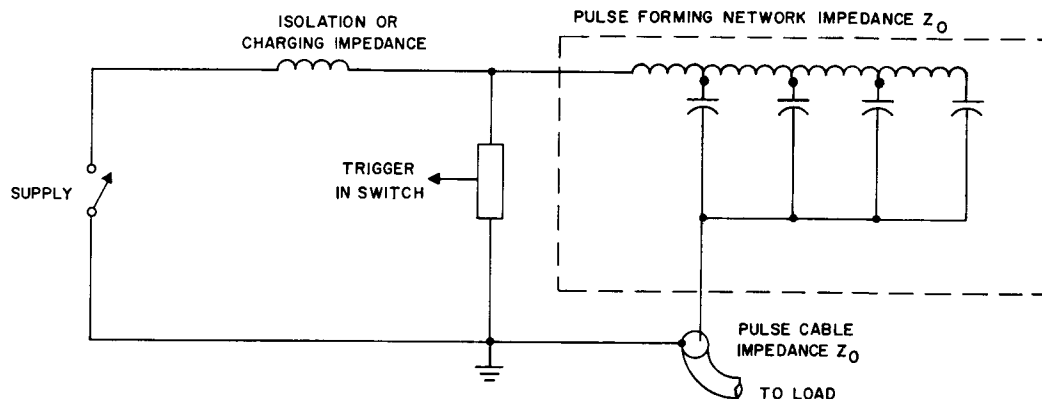 ISOLATION OR
CHARGING IMPEDANCE
PULSE FORMING NETWORK IMPEDANCE Z0
SUPPLY
TRIGGER
IN SWITCH
PULSE CABLE
IMPEDANCE Z0
TO LOAD